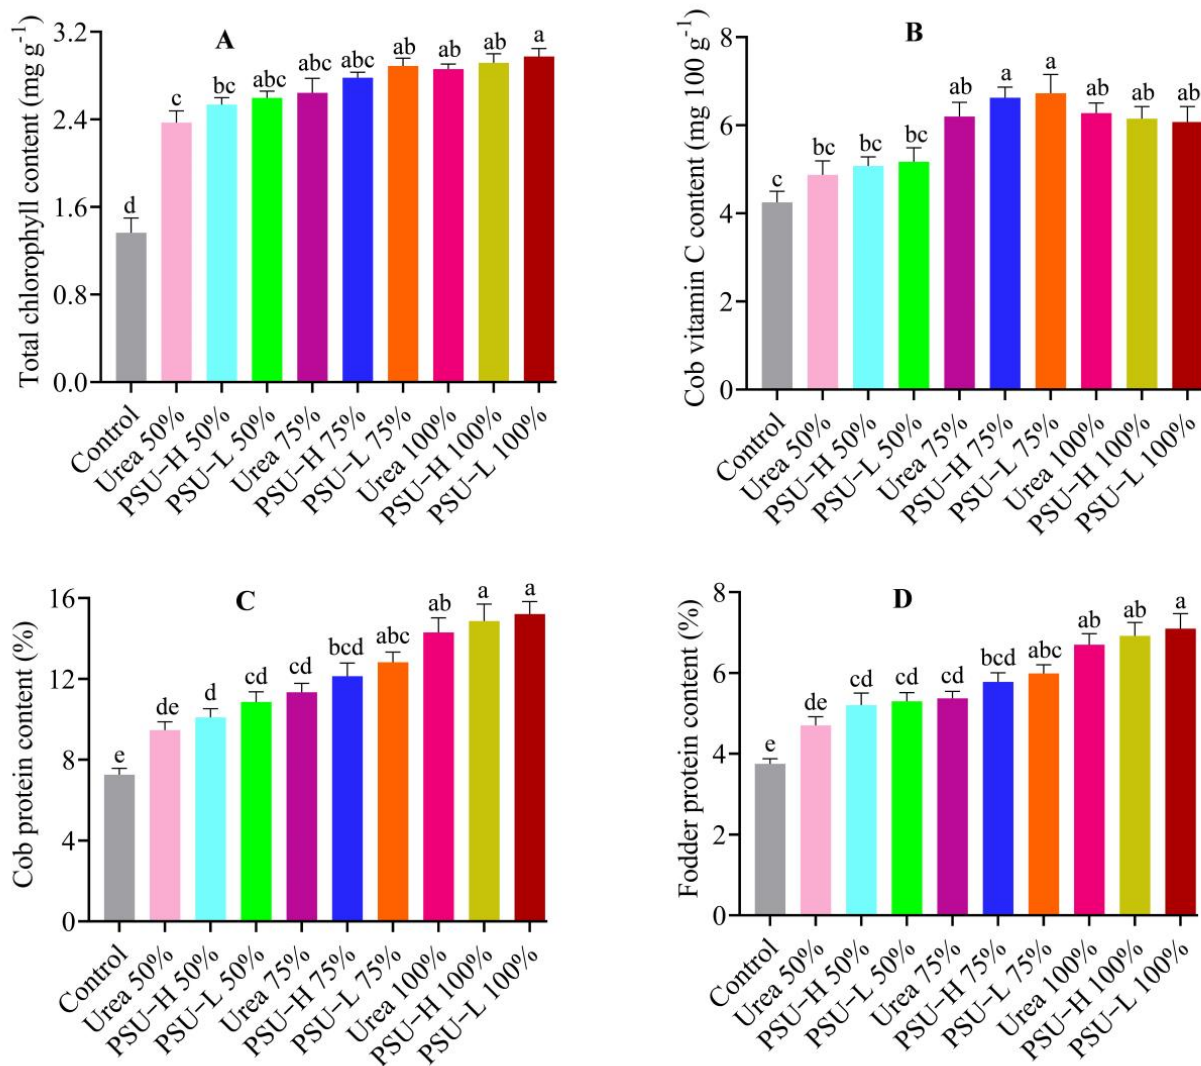 A
Total chlorophyll content (mg g⁻¹)
3.2
2.4
1.6
0.8
0.0
d
c
bc
abc
abc
abc
ab
ab
ab
a
Control
Urea 50%
PSU-H 50%
PSU-L 50%
Urea 75%
PSU-H 75%
PSU-L 75%
Urea 100%
PSU-H 100%
PSU-L 100%
B
Cob vitamin C content (mg 100 g⁻¹)
8
6
4
2
0
c
bc
bc
bc
ab
a
a
ab
ab
ab
Control
Urea 50%
PSU-H 50%
PSU-L 50%
Urea 75%
PSU-H 75%
PSU-L 75%
Urea 100%
PSU-H 100%
PSU-L 100%
C
Cob protein content (%)
16
12
8
4
0
e
de
d
cd
cd
bcd
abc
ab
a
a
Control
Urea 50%
PSU-H 50%
PSU-L 50%
Urea 75%
PSU-H 75%
PSU-L 75%
Urea 100%
PSU-H 100%
PSU-L 100%
D
Fodder protein content (%)
8
6
4
2
0
e
de
cd
cd
cd
bcd
abc
ab
ab
a
Control
Urea 50%
PSU-H 50%
PSU-L 50%
Urea 75%
PSU-H 75%
PSU-L 75%
Urea 100%
PSU-H 100%
PSU-L 100%